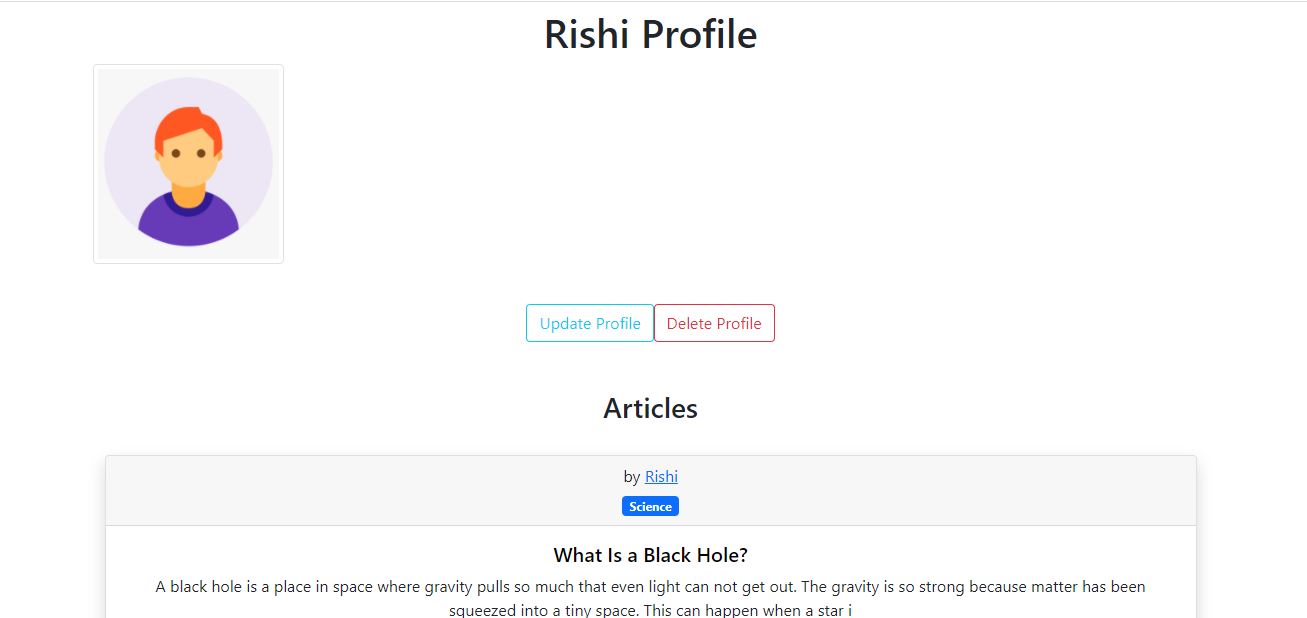 Rishi Profile
Update Profile Delete Profile
Articles
by Rishi
Science
What Is a Black Hole?
A black hole is a place in space where gravity pulls so much that even light can not get out. The gravity is so strong because matter has been
squeezed into a tiny space. This can happen when a star i